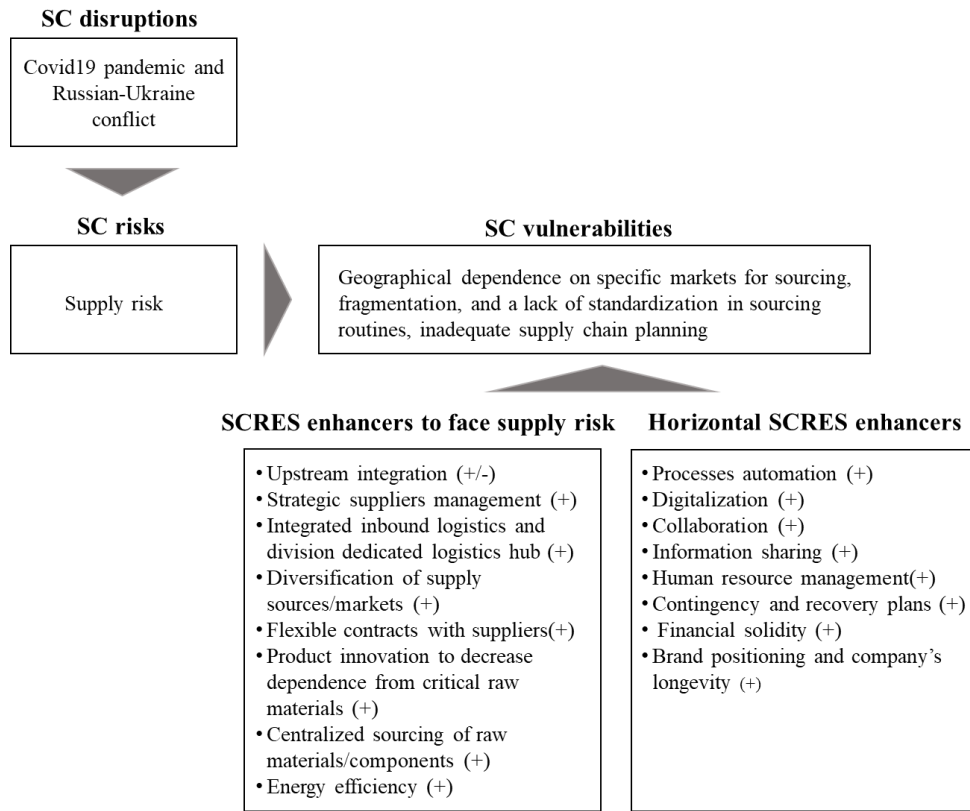 SC disruptions
Covid19 pandemic and
Russian-Ukraine
conflict
SC risks
Supply risk
SC vulnerabilities
Geographical dependence on specific markets for sourcing,
fragmentation, and a lack of standardization in sourcing
routines, inadequate supply chain planning
SCRES enhancers to face supply risk
• Upstream integration (+/-)
• Strategic suppliers management (+)
• Integrated inbound logistics and
division dedicated logistics hub (+)
• Diversification of supply
sources/markets (+)
• Flexible contracts with suppliers(+)
• Product innovation to decrease
dependence from critical raw
materials (+)
• Centralized sourcing of raw
materials/components (+)
• Energy efficiency (+)
Horizontal SCRES enhancers
• Processes automation (+)
• Digitalization (+)
• Collaboration (+)
• Information sharing (+)
• Human resource management(+)
• Contingency and recovery plans (+)
• Financial solidity (+)
• Brand positioning and company’s
longevity (+)